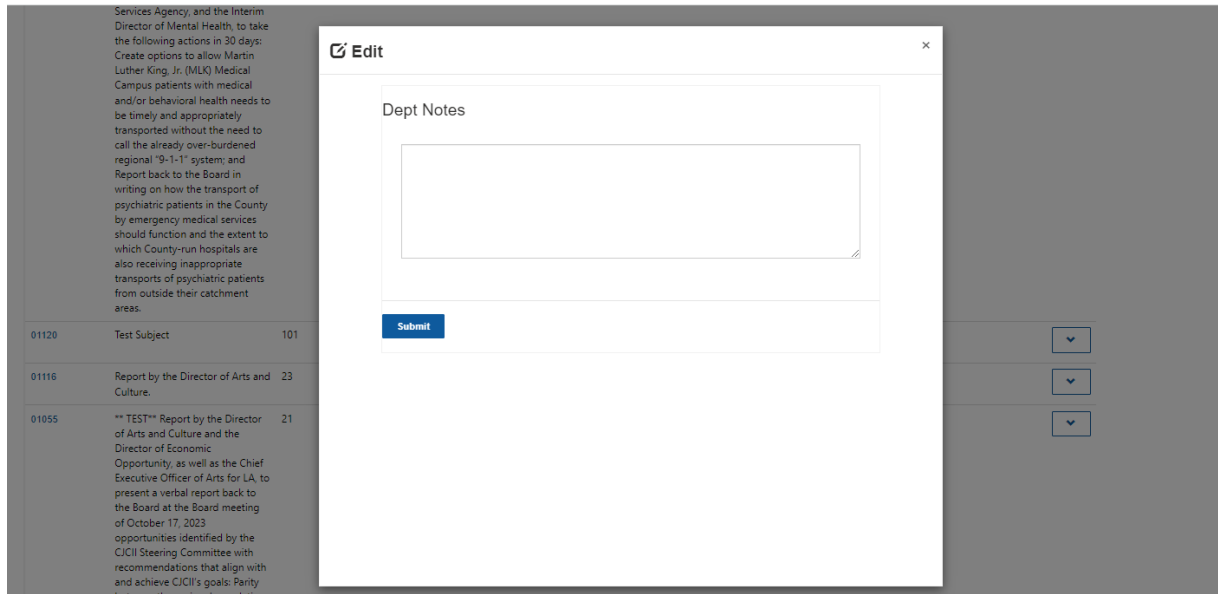 Services Agency, and the Interim
Director of Mental Health, to take
the following actions in 30 days:
Create options to allow Martin
Luther King, Jr. (MLK) Medical
Campus patients with medical
and/or behavioral health needs to
be timely and appropriately
transported without the need to
call the already over-burdened
regional "9-1-1" system; and
Report back to the Board in
writing on how the transport of
psychiatric patients in the County
by emergency medical services
should function and the extent to
which County-run hospitals are
also receiving inappropriate
transports of psychiatric patients
from outside their catchment
areas.
01120 Test Subject 101
01116 Report by the Director of Arts and 23
Culture.
01055 ** TEST** Report by the Director 21
of Arts and Culture and the
Director of Economic
Opportunity, as well as the Chief
Executive Officer of Arts for LA, to
present a verbal report back to
the Board at the Board meeting
of October 17, 2023
opportunities identified by the
CJCII Steering Committee with
recommendations that align with
and achieve CJCII's goals: Parity
Edit ×
Dept Notes
Submit